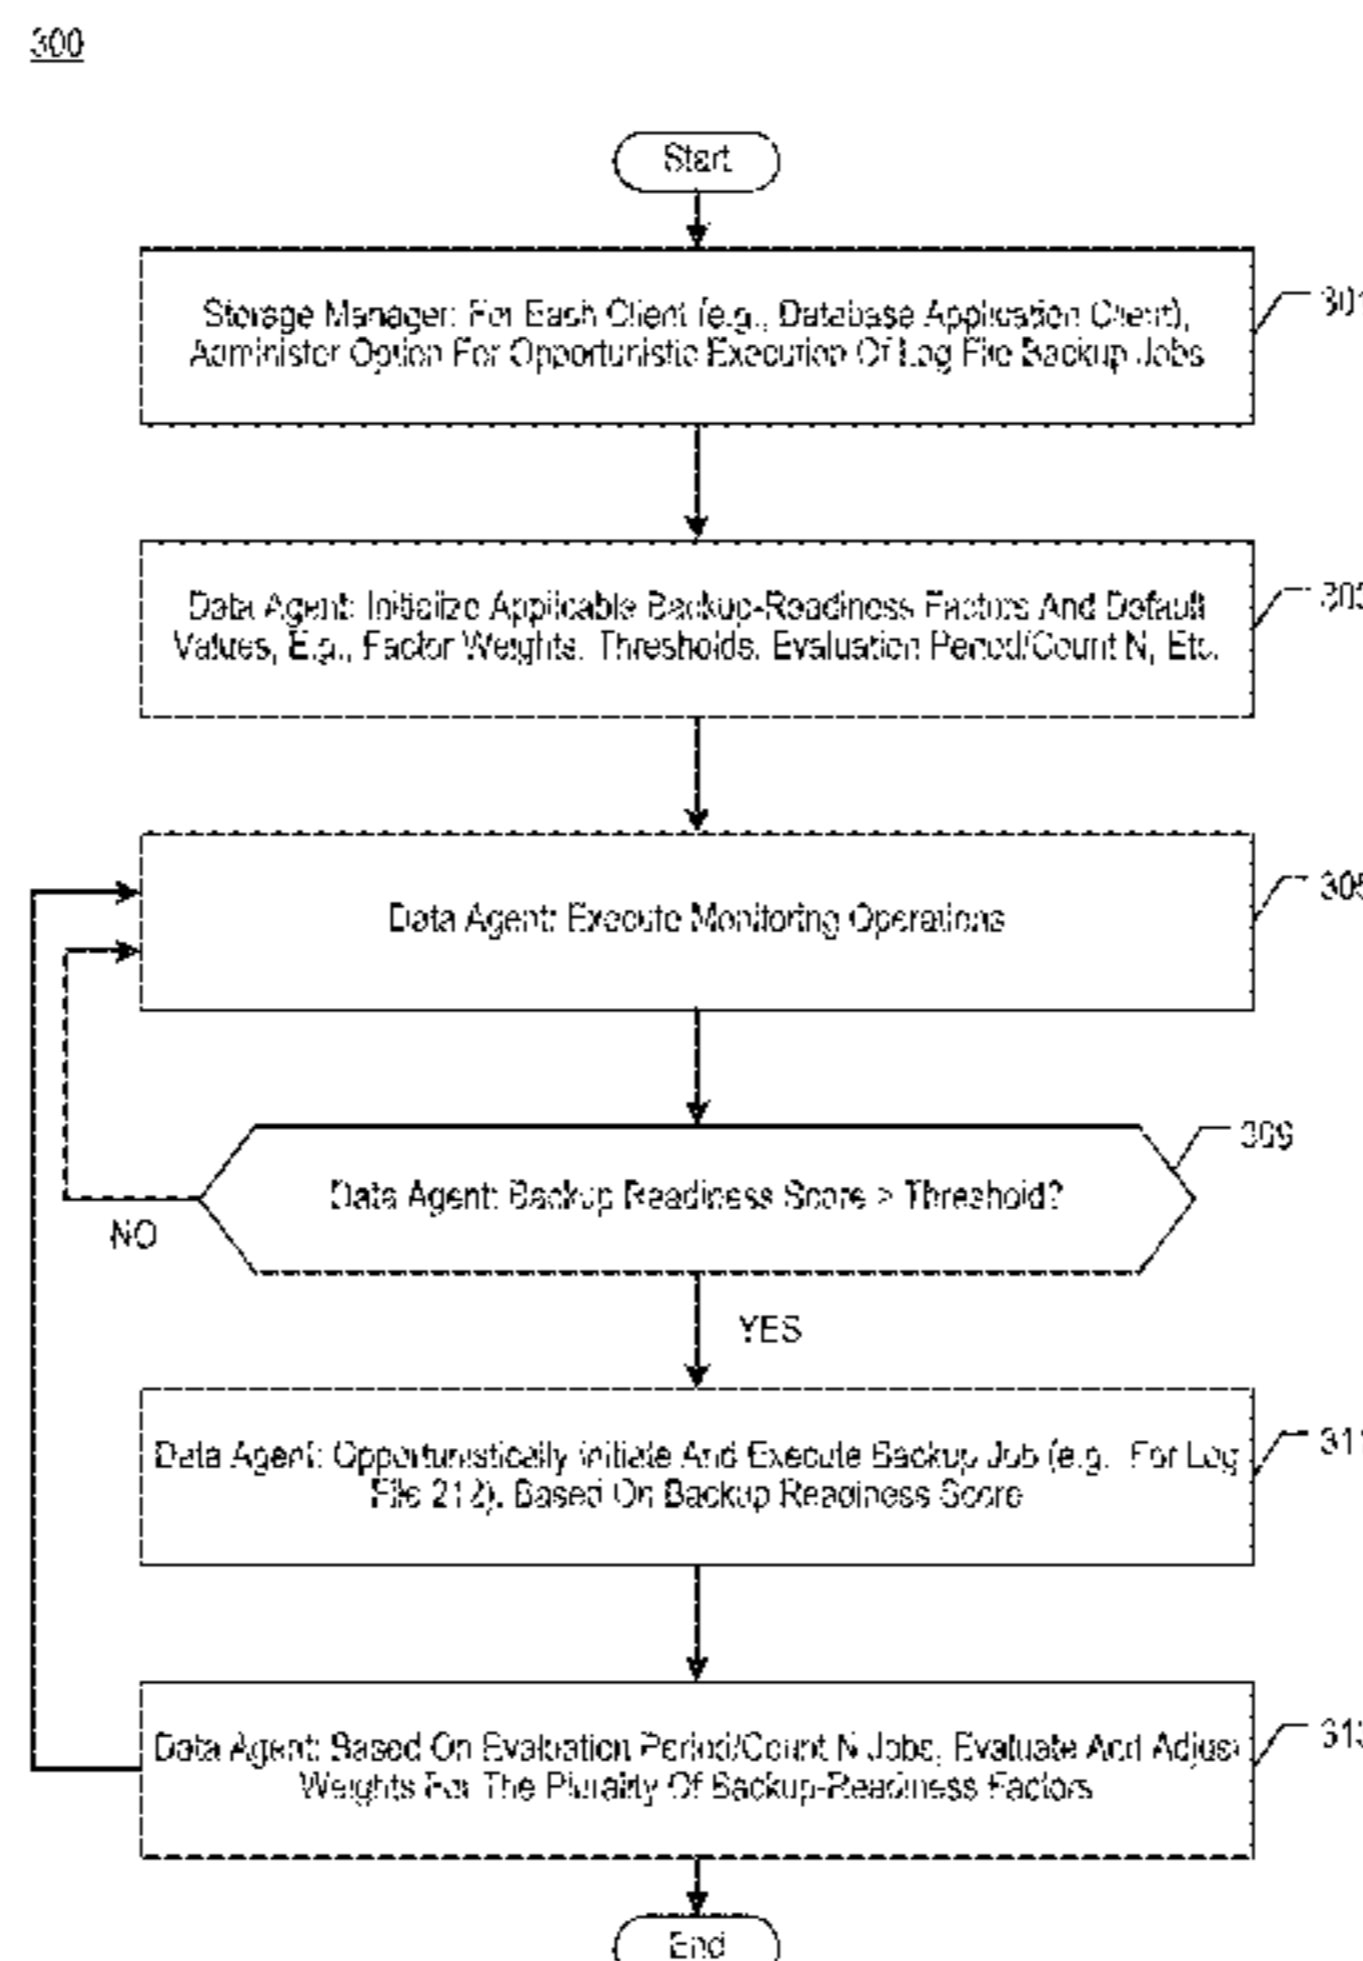 300
Start
Storage Manager: For Each Client (e.g., Database Application Client),
Administer Option For Opportunistic Execution Of Log File Backup Jobs
301
Data Agent: Initialize Applicable Backup-Readiness Factors And Default
Values, E.g., Factor Weights, Thresholds, Evaluation Period/Count N, Etc.
Data Agent: Execute Monitoring Operations
305
Data Agent: Backup Readiness Score > Threshold?
309
NO
YES
Data Agent: Opportunistically Initiate And Execute Backup Job (e.g. For Log
File 212), Based On Backup Readiness Score
Data Agent: Based On Evaluation Period/Count N Jobs, Evaluate And Adjust
Weights For The Plurality Of Backup-Readiness Factors
End